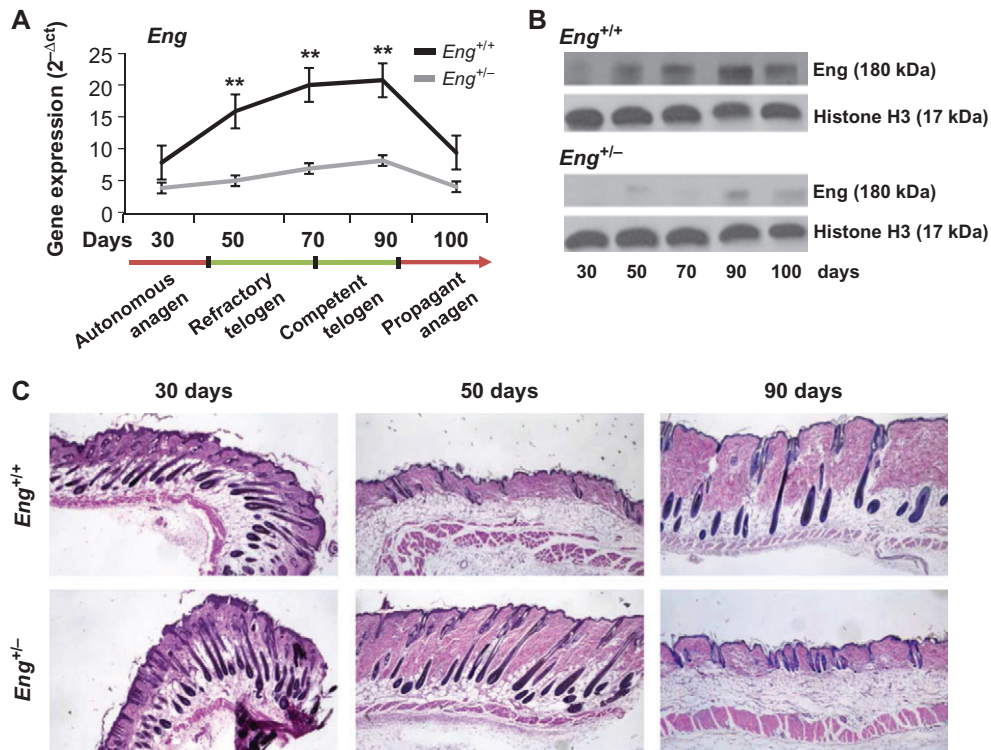 A
Eng
Gene expression (2⁻Δct)
25
20
15
10
5
0
** ** **
Eng+/+
Eng+/–
Days 30 50 70 90 100
Autonomous anagen
Refractory telogen
Competent telogen
Propagant anagen
B
Eng+/+
Eng (180 kDa)
Histone H3 (17 kDa)
Eng+/–
Eng (180 kDa)
Histone H3 (17 kDa)
30 50 70 90 100 days
C
30 days 50 days 90 days
Eng+/+
Eng+/–